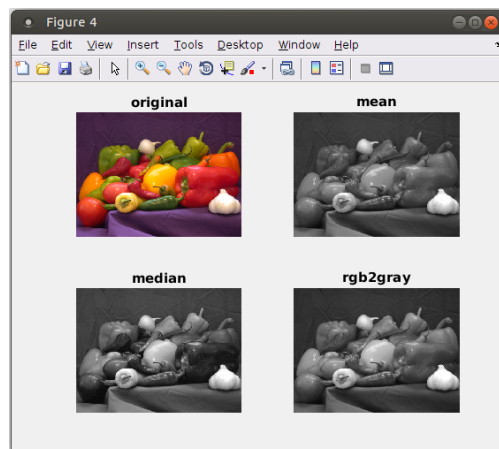 Figure 4
File Edit View Insert Tools Desktop Window Help
original
mean
median
rgb2gray